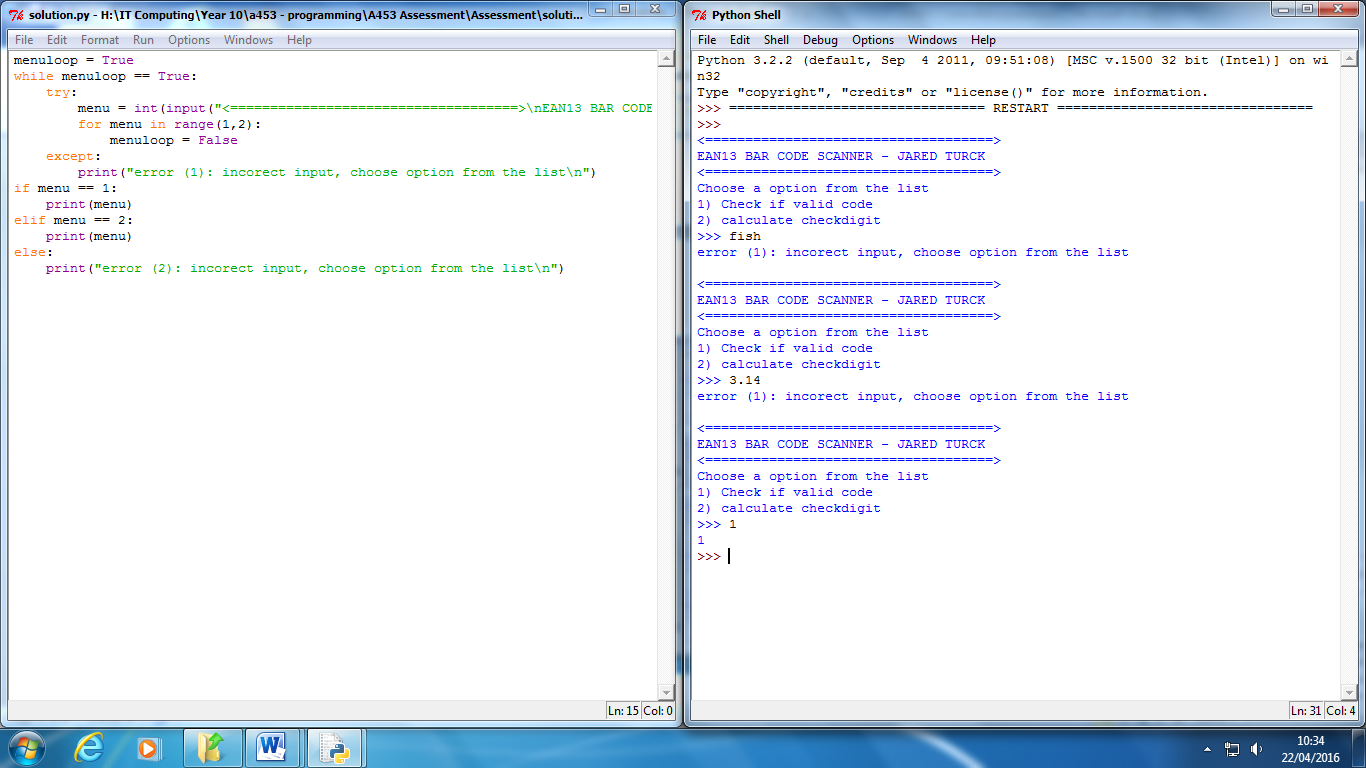 solution.py - H:\IT Computing\Year 10\a453 - programming\A453 Assessment\Assessment\soluti...
File Edit Format Run Options Windows Help
menuloop = True
while menuloop == True:
    try:
        menu = int(input("<====================================>\nEAN13 BAR CODE
        for menu in range(1,2):
            menuloop = False
    except:
        print("error (1): incorect input, choose option from the list\n")
if menu == 1:
    print(menu)
elif menu == 2:
    print(menu)
else:
    print("error (2): incorect input, choose option from the list\n")
Ln: 15 Col: 0
Python Shell
File Edit Shell Debug Options Windows Help
Python 3.2.2 (default, Sep  4 2011, 09:51:08) [MSC v.1500 32 bit (Intel)] on wi
n32
Type "copyright", "credits" or "license()" for more information.
>>> ================================ RESTART ================================
>>>
<====================================>
EAN13 BAR CODE SCANNER - JARED TURCK
<====================================>
Choose a option from the list
1) Check if valid code
2) calculate checkdigit
>>> fish
error (1): incorect input, choose option from the list

<====================================>
EAN13 BAR CODE SCANNER - JARED TURCK
<====================================>
Choose a option from the list
1) Check if valid code
2) calculate checkdigit
>>> 3.14
error (1): incorect input, choose option from the list

<====================================>
EAN13 BAR CODE SCANNER - JARED TURCK
<====================================>
Choose a option from the list
1) Check if valid code
2) calculate checkdigit
>>> 1
1
>>>
Ln: 31 Col: 4
10:34
22/04/2016